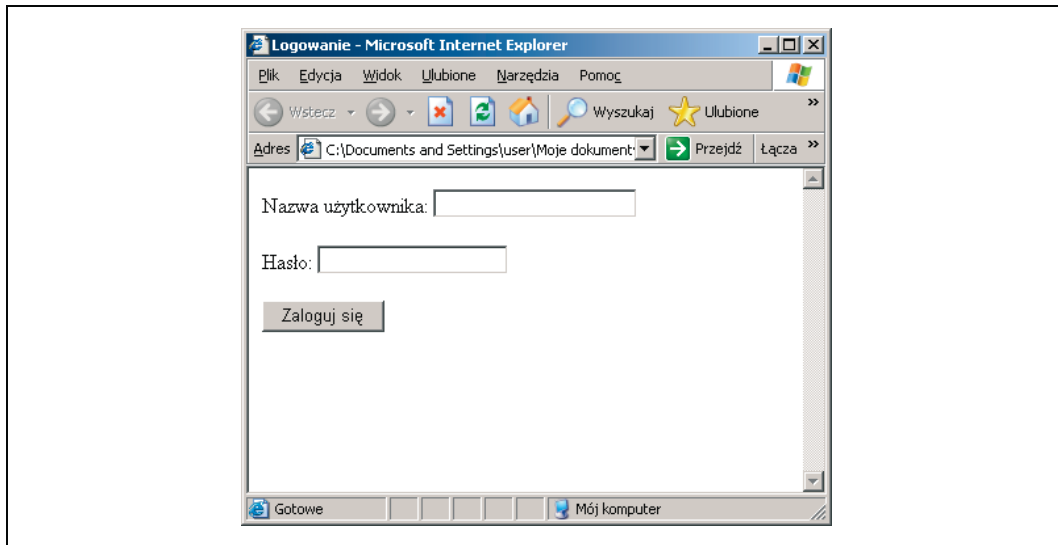 Logowanie - Microsoft Internet Explorer
Plik Edycja Widok Ulubione Narzędzia Pomoc
Wstecz Wyszukaj Ulubione »
Adres C:\Documents and Settings\user\Moje dokument Przejdź Łącza »
Nazwa użytkownika:
Hasło:
Zaloguj się
Gotowe Mój komputer